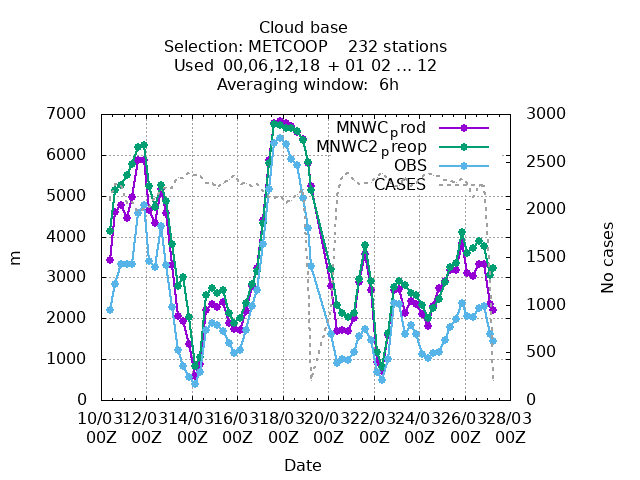 Cloud base
Selection: METCOOP 232 stations
Used 00,06,12,18 + 01 02 ... 12
Averaging window: 6h
7000
6000
5000
4000
3000
2000
1000
0
m
3000
2500
2000
1500
1000
500
0
No cases
MNWCprod
MNWC2preop
OBS
CASES
10/03 12/03 14/03 16/03 18/03 20/03 22/03 24/03 26/03 28/03
00Z 00Z 00Z 00Z 00Z 00Z 00Z 00Z 00Z 00Z
Date